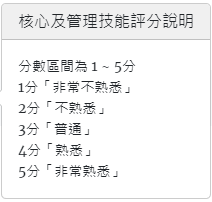 核心及管理技能評分說明
分數區間為 1 ~ 5分
1分「非常不熟悉」
2分「不熟悉」
3分「普通」
4分「熟悉」
5分「非常熟悉」